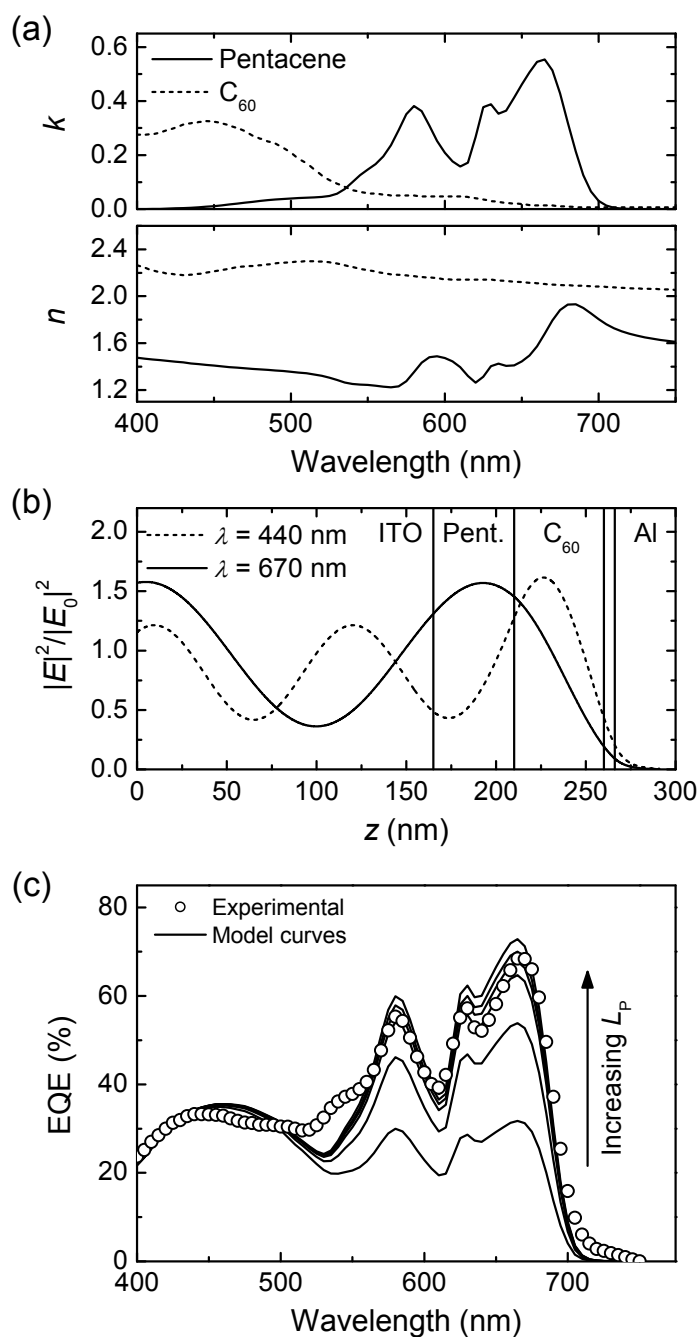 (a)
0.6
0.4
0.2
0.0
k
Pentacene
C60
2.4
2.0
1.6
1.2
n
400 500 600 700
Wavelength (nm)
(b)
2.0
1.5
1.0
0.5
0.0
|E|²/|E₀|²
λ = 440 nm
λ = 670 nm
ITO Pent. C60 Al
0 50 100 150 200 250 300
z (nm)
(c)
80
60
40
20
0
EQE (%)
Experimental
Model curves
Increasing LP
400 500 600 700
Wavelength (nm)